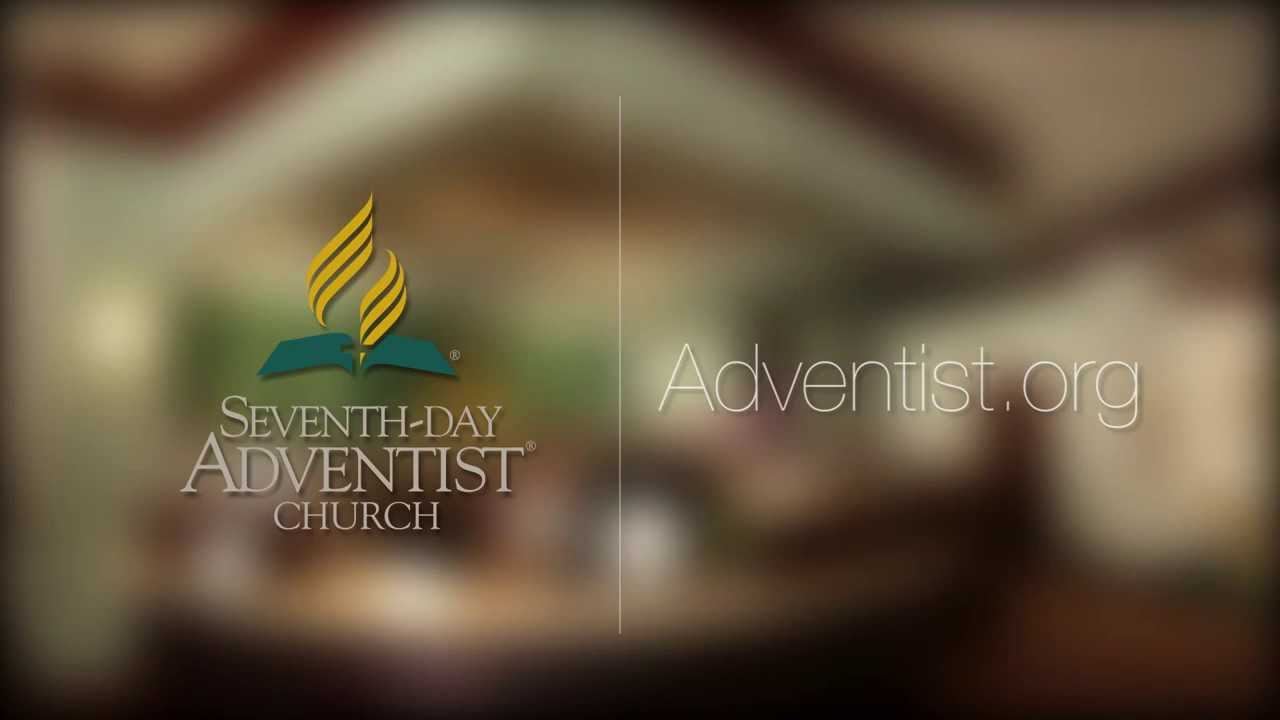 SEVENTH-DAY
ADVENTIST®
CHURCH
®
Adventist.org